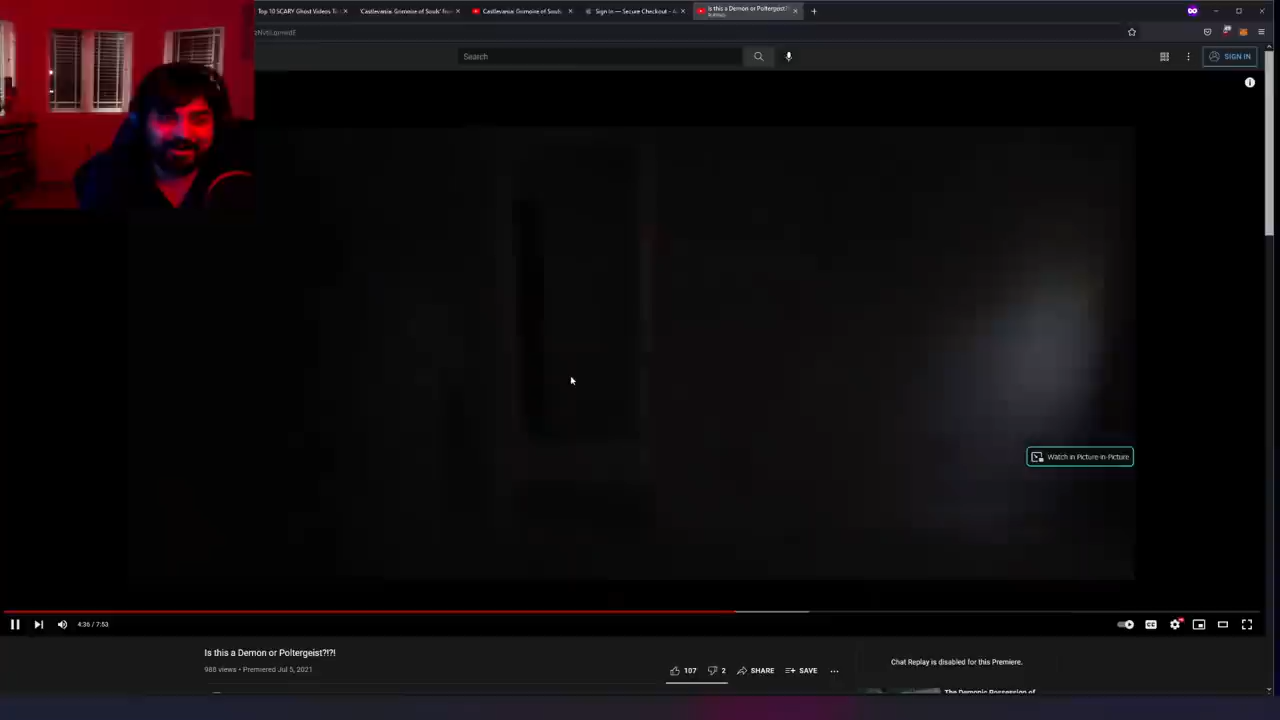 Top 10 SCARY Ghost Videos
'Castlevania: Grimoire of Souls'
Castlevania: Grimoire of Souls'
Sign In — Secure Checkout
Is this a Demon or Poltergeist?!
Search
SIGN IN
Watch in Picture-in-Picture
4:36 / 7:53
CC
Is this a Demon or Poltergeist?!?!
988 views • Premiered Jul 5, 2021
107
2
SHARE
SAVE
Chat Replay is disabled for this Premiere.
The Demonic Possession of